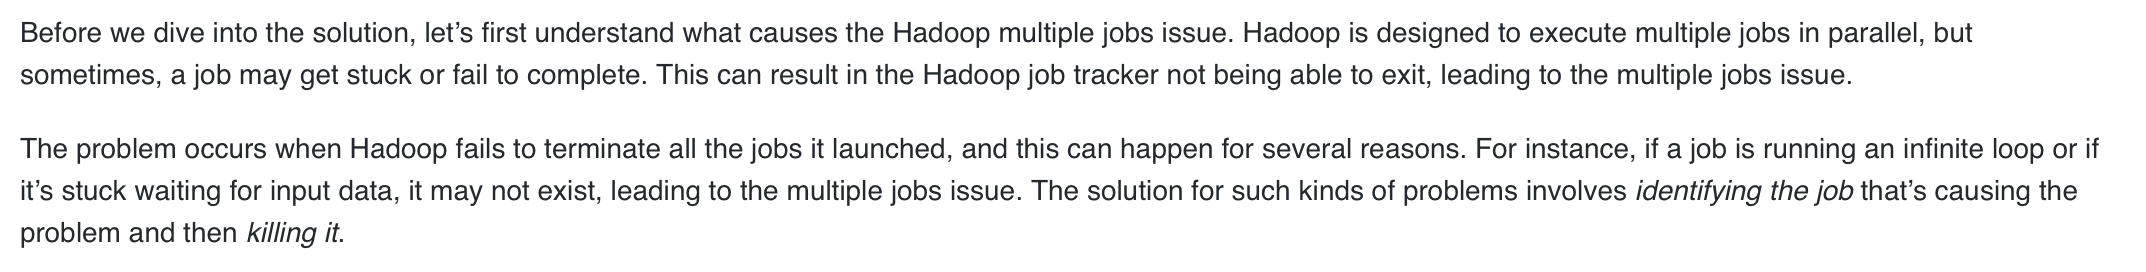 Before we dive into the solution, let’s first understand what causes the Hadoop multiple jobs issue. Hadoop is designed to execute multiple jobs in parallel, but
sometimes, a job may get stuck or fail to complete. This can result in the Hadoop job tracker not being able to exit, leading to the multiple jobs issue.
The problem occurs when Hadoop fails to terminate all the jobs it launched, and this can happen for several reasons. For instance, if a job is running an infinite loop or if
it’s stuck waiting for input data, it may not exist, leading to the multiple jobs issue. The solution for such kinds of problems involves identifying the job that’s causing the
problem and then killing it.